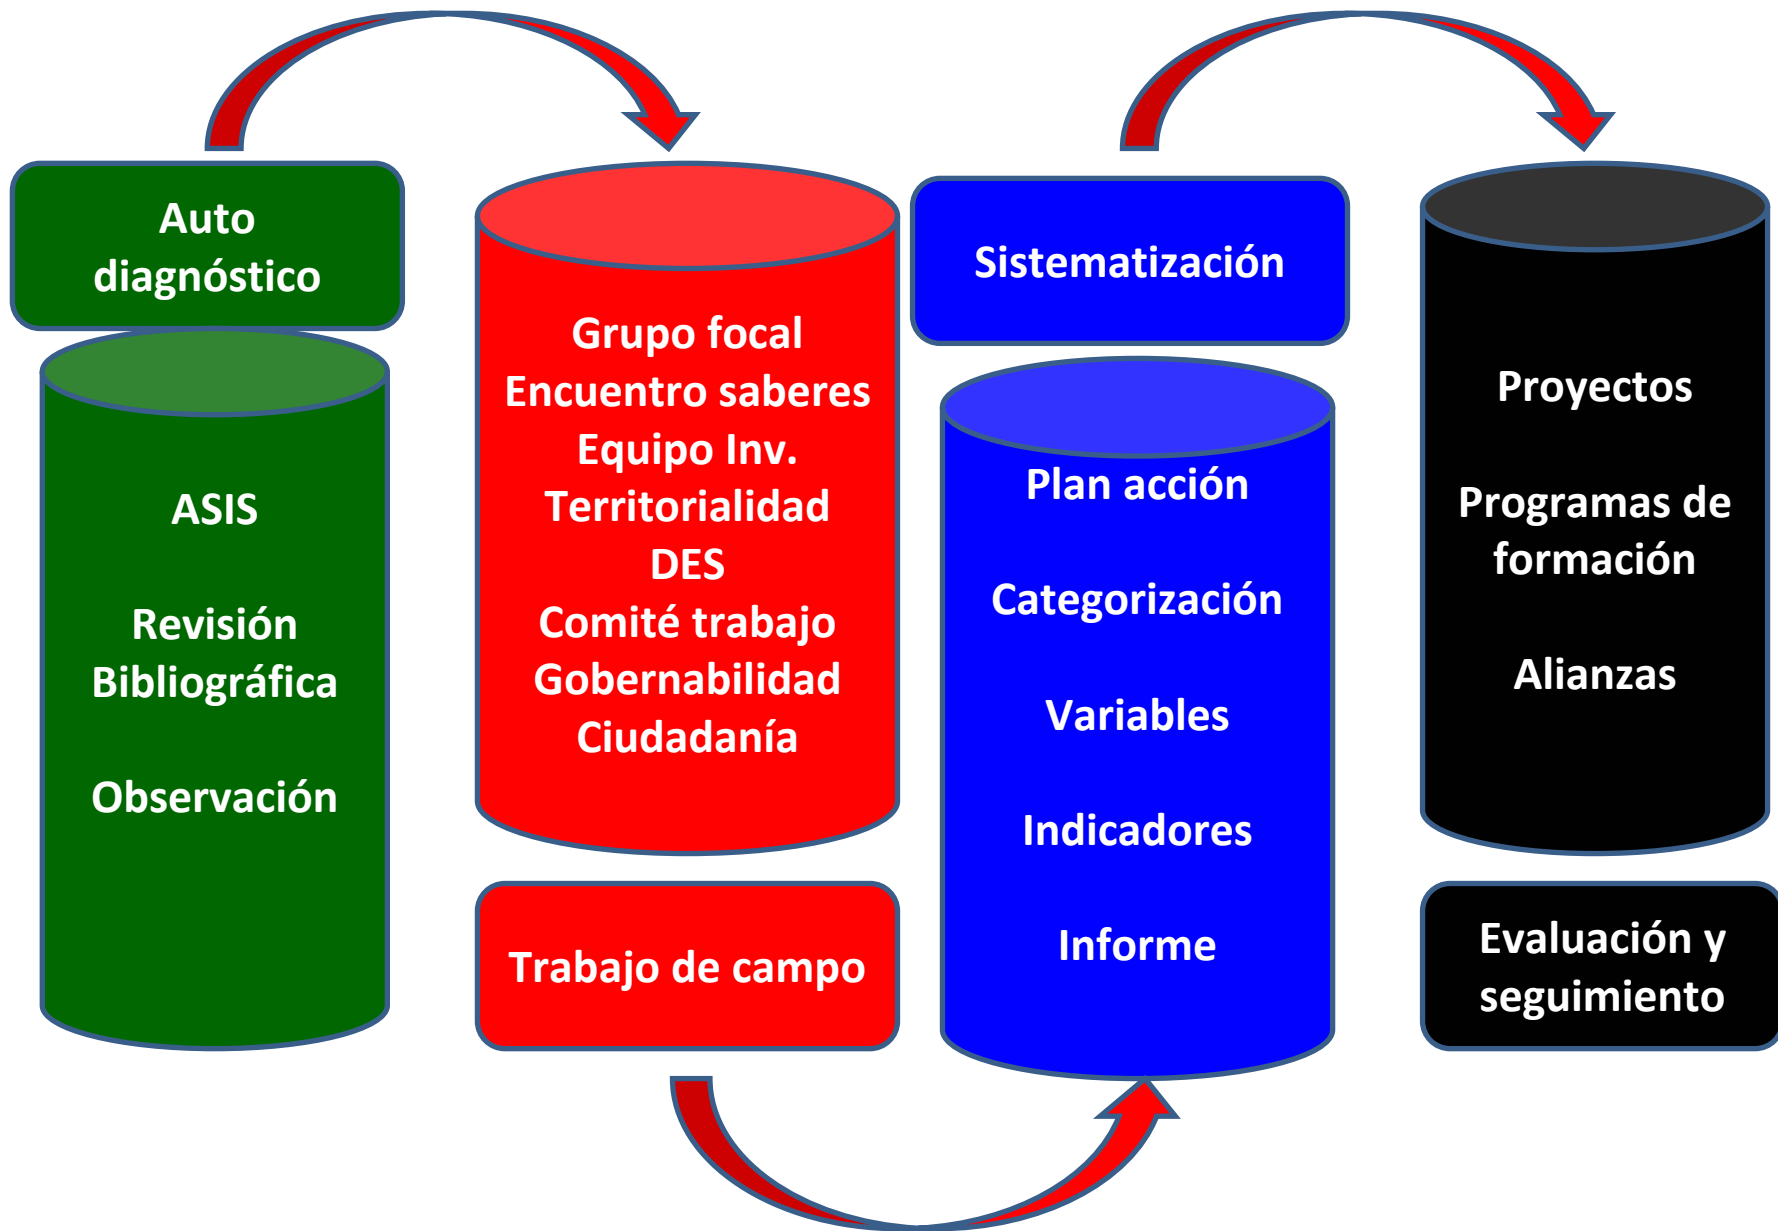 Auto
diagnóstico
ASIS
Revisión
Bibliográfica
Observación
Grupo focal
Encuentro saberes
Equipo Inv.
Territorialidad
DES
Comité trabajo
Gobernabilidad
Ciudadanía
Trabajo de campo
Sistematización
Plan acción
Categorización
Variables
Indicadores
Informe
Proyectos
Programas de
formación
Alianzas
Evaluación y
seguimiento